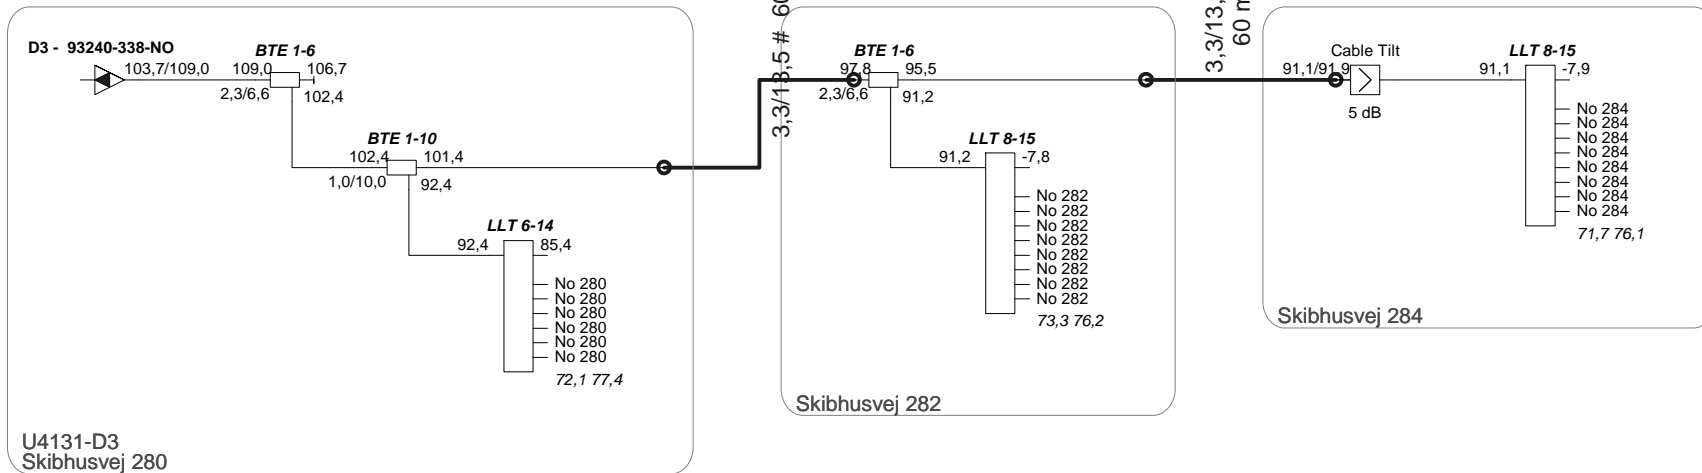 D3 - 93240-338-NO
103,7/109,0
BTE 1-6
109,0
106,7
2,3/6,6
102,4
BTE 1-10
102,4
101,4
1,0/10,0
92,4
LLT 6-14
92,4
85,4
No 280
No 280
No 280
No 280
No 280
No 280
72,1 77,4
U4131-D3
Skibhusvej 280
3,3/13,5 #
BTE 1-6
97,8
95,5
2,3/6,6
91,2
LLT 8-15
91,2
-7,8
No 282
No 282
No 282
No 282
No 282
No 282
No 282
No 282
73,3 76,2
Skibhusvej 282
3,3/13,
60
Cable Tilt
91,1/91,9
5 dB
LLT 8-15
91,1
-7,9
No 284
No 284
No 284
No 284
No 284
No 284
No 284
No 284
71,7 76,1
Skibhusvej 284